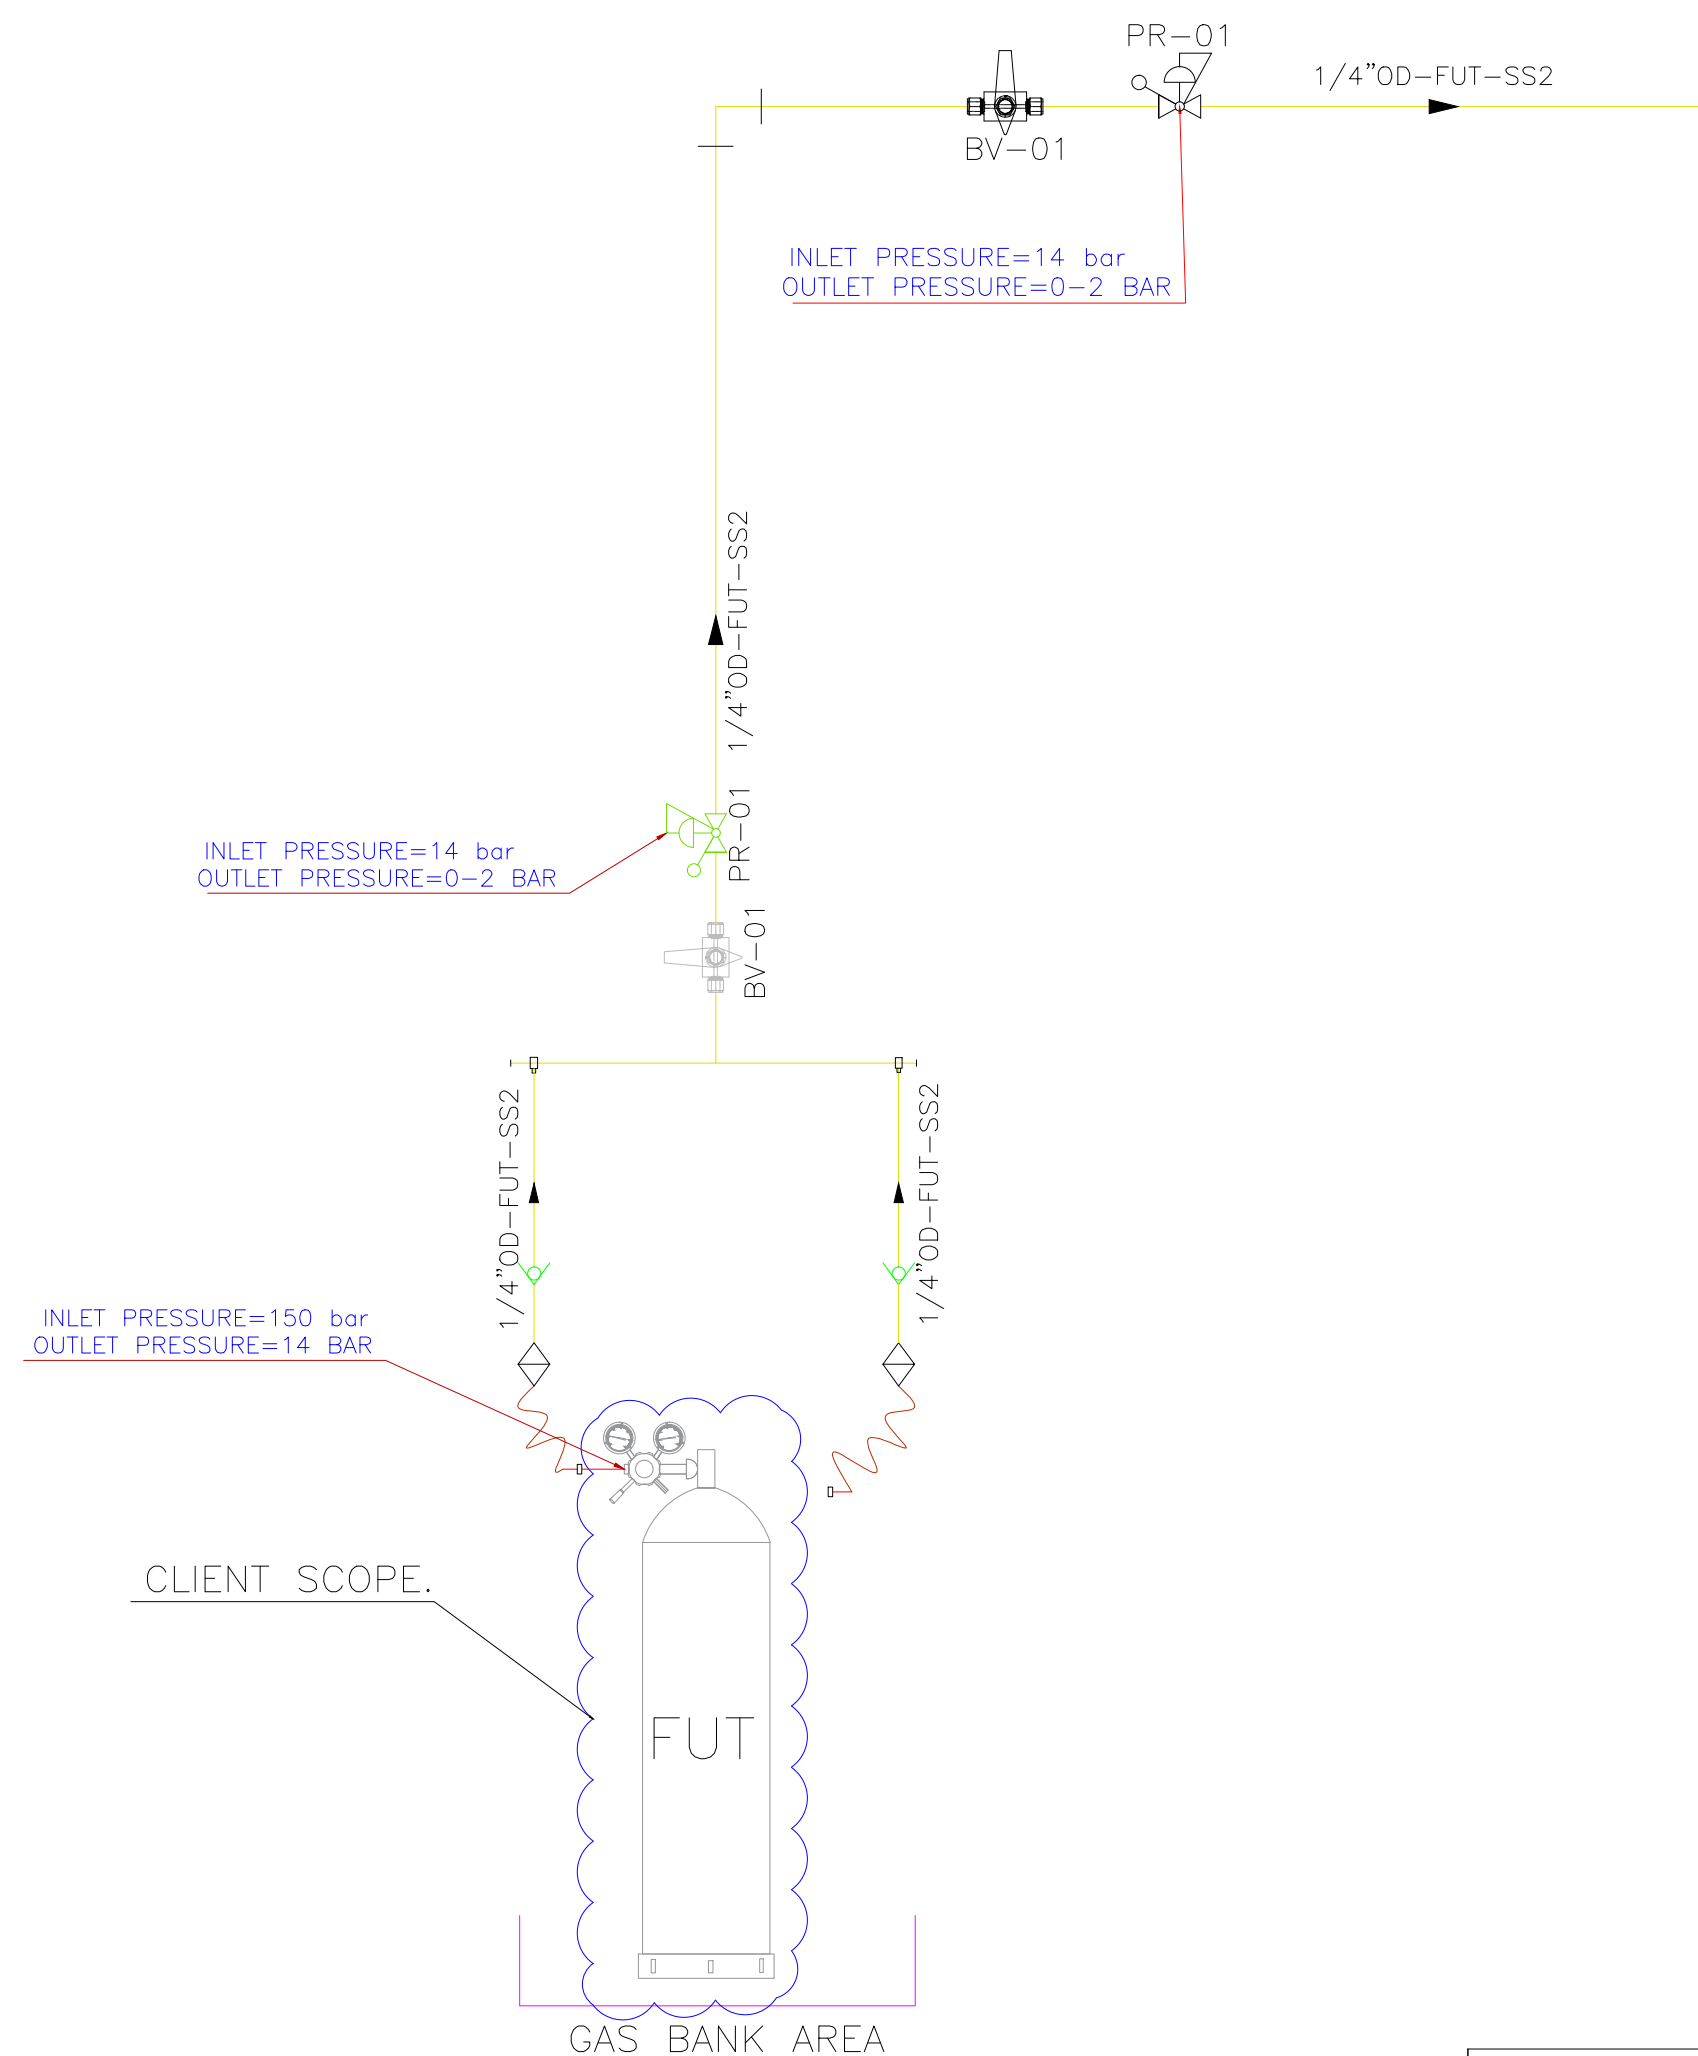 PR-01
1/4"OD-FUT-SS2
BV-01
INLET PRESSURE=14 bar
OUTLET PRESSURE=0-2 BAR
1/4"OD-FUT-SS2
PR-01
INLET PRESSURE=14 bar
OUTLET PRESSURE=0-2 BAR
BV-01
1/4"OD-FUT-SS2
1/4"OD-FUT-SS2
INLET PRESSURE=150 bar
OUTLET PRESSURE=14 BAR
CLIENT SCOPE.
FUT
GAS BANK AREA